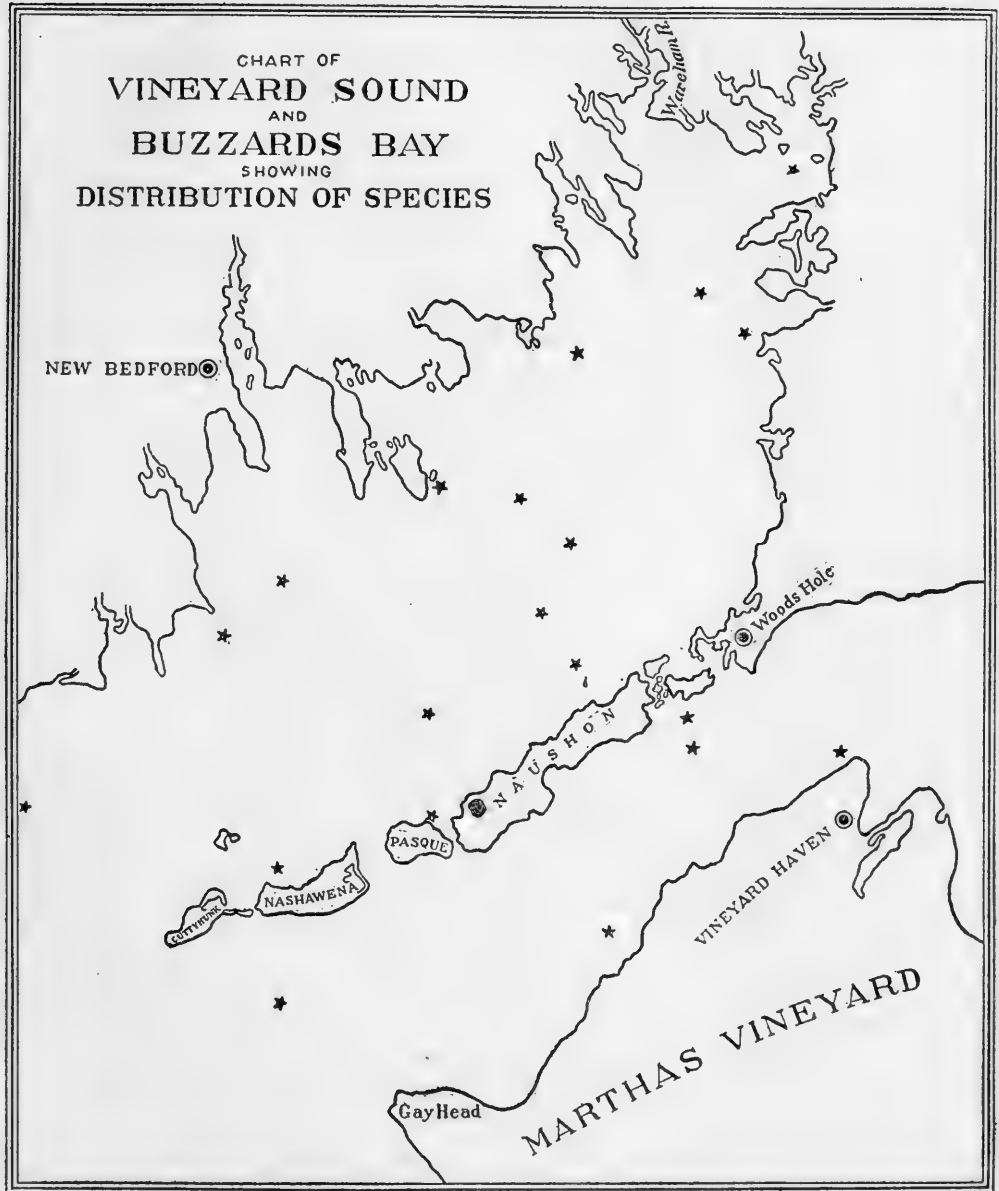 CHART OF
VINEYARD SOUND
AND
BUZZARDS BAY
SHOWING
DISTRIBUTION OF SPECIES
Wareham R.
NEW BEDFORD
Woods Hole
NAUSHON
PASQUE
NASHAWENA
CUTTYHUNK
VINEYARD HAVEN
MARTHAS VINEYARD
Gay Head